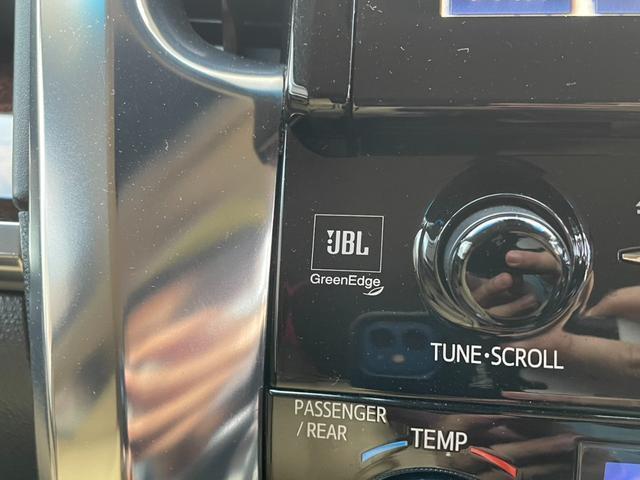 JBL
GreenEdge
TUNE•SCROLL
PASSENGER
/ REAR
TEMP